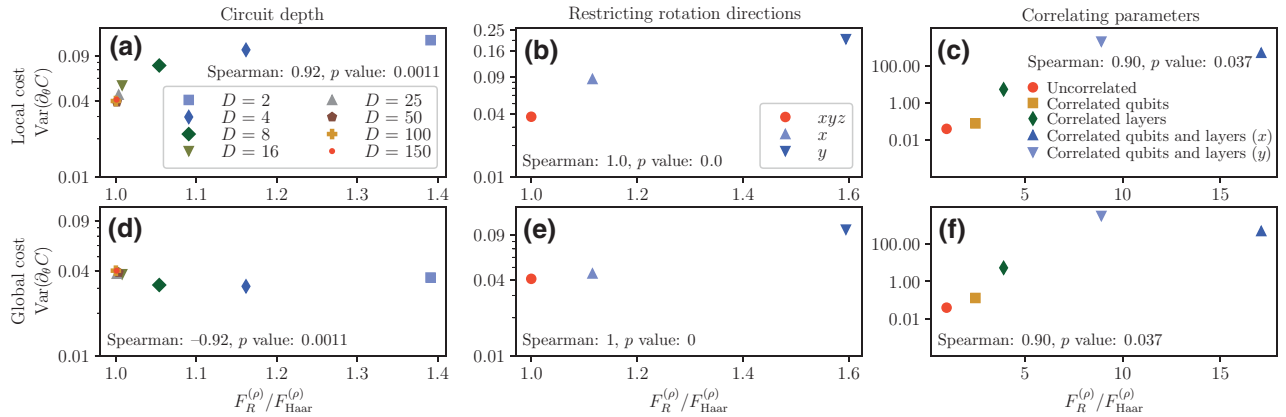 Circuit depth
Restricting rotation directions
Correlating parameters
Local cost
Var(∂θC)
(a)
Spearman: 0.92, p value: 0.0011
D = 2
D = 4
D = 8
D = 16
D = 25
D = 50
D = 100
D = 150
0.09
0.04
0.01
1.0 1.1 1.2 1.3 1.4
(b)
xyz
x
y
Spearman: 1.0, p value: 0.0
0.25
0.16
0.09
0.04
0.01
1.0 1.2 1.4 1.6
(c)
Spearman: 0.90, p value: 0.037
Uncorrelated
Correlated qubits
Correlated layers
Correlated qubits and layers (x)
Correlated qubits and layers (y)
100.00
1.00
0.01
5 10 15
Global cost
Var(∂θC)
(d)
Spearman: –0.92, p value: 0.0011
0.09
0.04
0.01
1.0 1.1 1.2 1.3 1.4
F_R^(ρ)/F_Haar^(ρ)
(e)
Spearman: 1, p value: 0
0.09
0.04
0.01
1.0 1.2 1.4 1.6
F_R^(ρ)/F_Haar^(ρ)
(f)
Spearman: 0.90, p value: 0.037
100.00
1.00
0.01
5 10 15
F_R^(ρ)/F_Haar^(ρ)